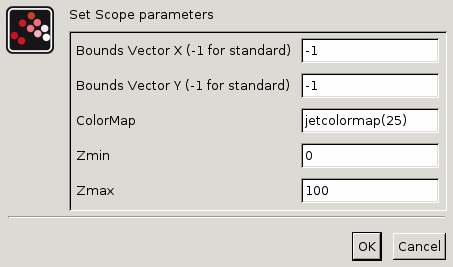 Set Scope parameters
Bounds Vector X (-1 for standard) -1
Bounds Vector Y (-1 for standard) -1
ColorMap jetcolormap(25)
Zmin 0
Zmax 100
OK Cancel